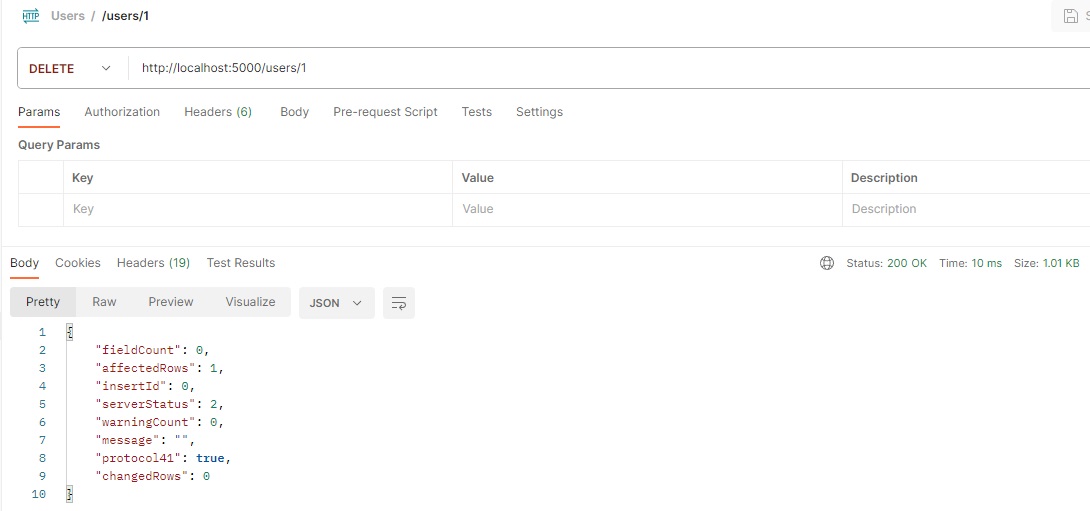 HTTP Users / /users/1
DELETE http://localhost:5000/users/1
Params Authorization Headers (6) Body Pre-request Script Tests Settings
Query Params
Key Value Description
Key Value Description
Body Cookies Headers (19) Test Results Status: 200 OK Time: 10 ms Size: 1.01 KB
Pretty Raw Preview Visualize JSON
1 {
2 "fieldCount": 0,
3 "affectedRows": 1,
4 "insertId": 0,
5 "serverStatus": 2,
6 "warningCount": 0,
7 "message": "",
8 "protocol41": true,
9 "changedRows": 0
10 }